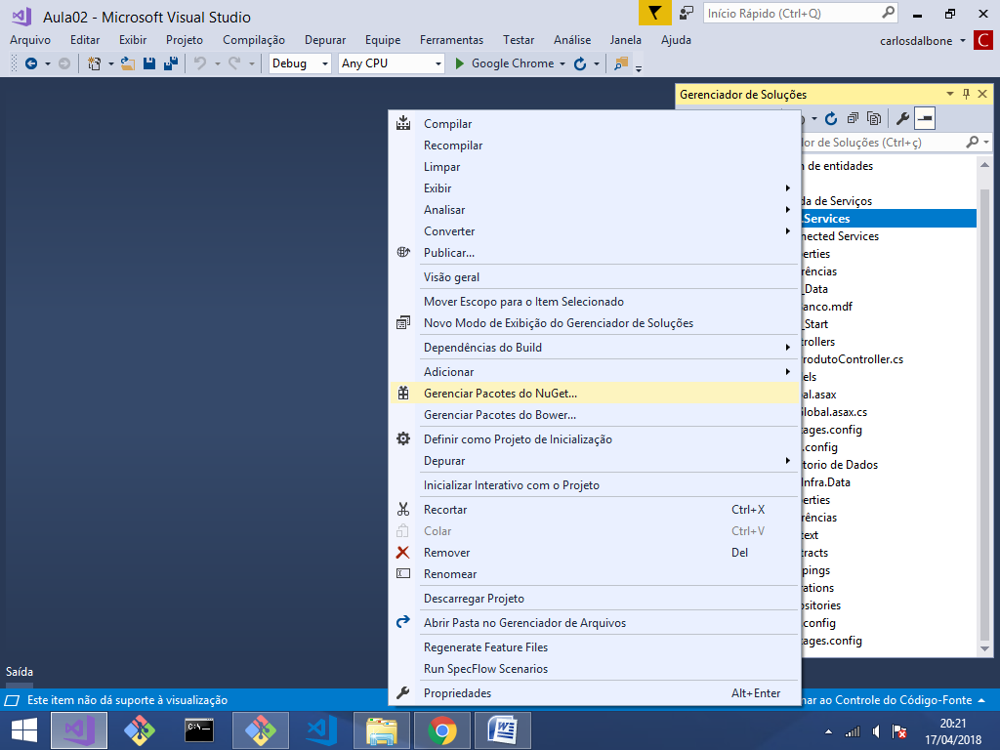 Aula02 - Microsoft Visual Studio
Início Rápido (Ctrl+Q)
Arquivo Editar Exibir Projeto Compilação Depurar Equipe Ferramentas Testar Análise Janela Ajuda
carlosdalbone
C
Debug
Any CPU
Google Chrome
Gerenciador de Soluções
or de Soluções (Ctrl+ç)
de entidades
da de Serviços
.Services
nected Services
erties
rências
_Data
anco.mdf
_Start
rollers
rodutoController.cs
els
al.asax
Global.asax.cs
ages.config
.config
torio de Dados
Infra.Data
erties
rências
text
racts
pings
ations
ositories
config
ages.config
Compilar
Recompilar
Limpar
Exibir
Analisar
Converter
Publicar...
Visão geral
Mover Escopo para o Item Selecionado
Novo Modo de Exibição do Gerenciador de Soluções
Dependências do Build
Adicionar
Gerenciar Pacotes do NuGet...
Gerenciar Pacotes do Bower...
Definir como Projeto de Inicialização
Depurar
Inicializar Interativo com o Projeto
Recortar Ctrl+X
Colar Ctrl+V
Remover Del
Renomear
Descarregar Projeto
Abrir Pasta no Gerenciador de Arquivos
Regenerate Feature Files
Run SpecFlow Scenarios
Propriedades Alt+Enter
Saída
Este item não dá suporte à visualização
nar ao Controle do Código-Fonte
C:\_
20:21
17/04/2018